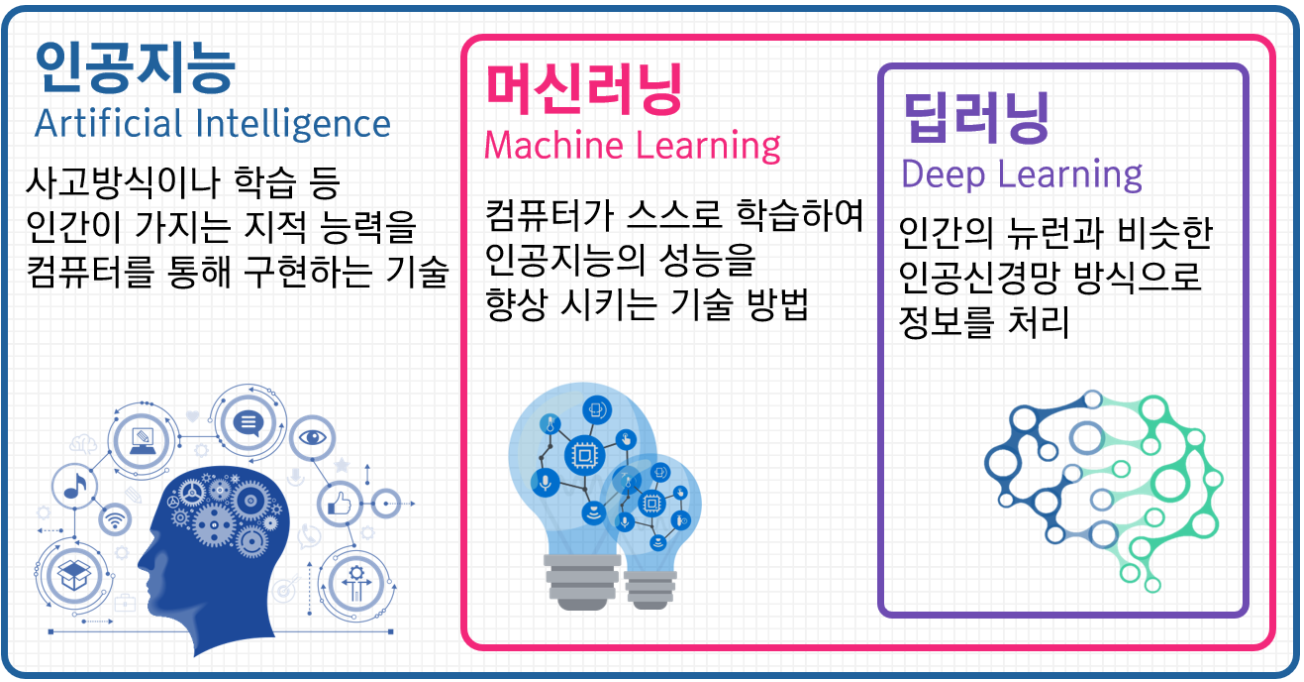 인공지능
Artificial Intelligence
사고방식이나 학습 등
인간이 가지는 지적 능력을
컴퓨터를 통해 구현하는 기술
머신러닝
Machine Learning
컴퓨터가 스스로 학습하여
인공지능의 성능을
향상 시키는 기술 방법
딥러닝
Deep Learning
인간의 뉴런과 비슷한
인공신경망 방식으로
정보를 처리